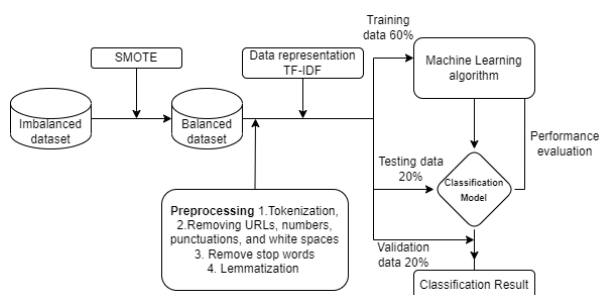 Training
data 60%
SMOTE
Data representation
TF-IDF
Machine Learning
algorithm
Imbalanced
dataset
Balanced
dataset
Performance
evaluation
Testing data
20%
Classification
Model
Preprocessing 1.Tokenization,
2.Removing URLs, numbers,
punctuations, and white spaces
3. Remove stop words
4. Lemmatization
Validation
data 20%
Classification Result